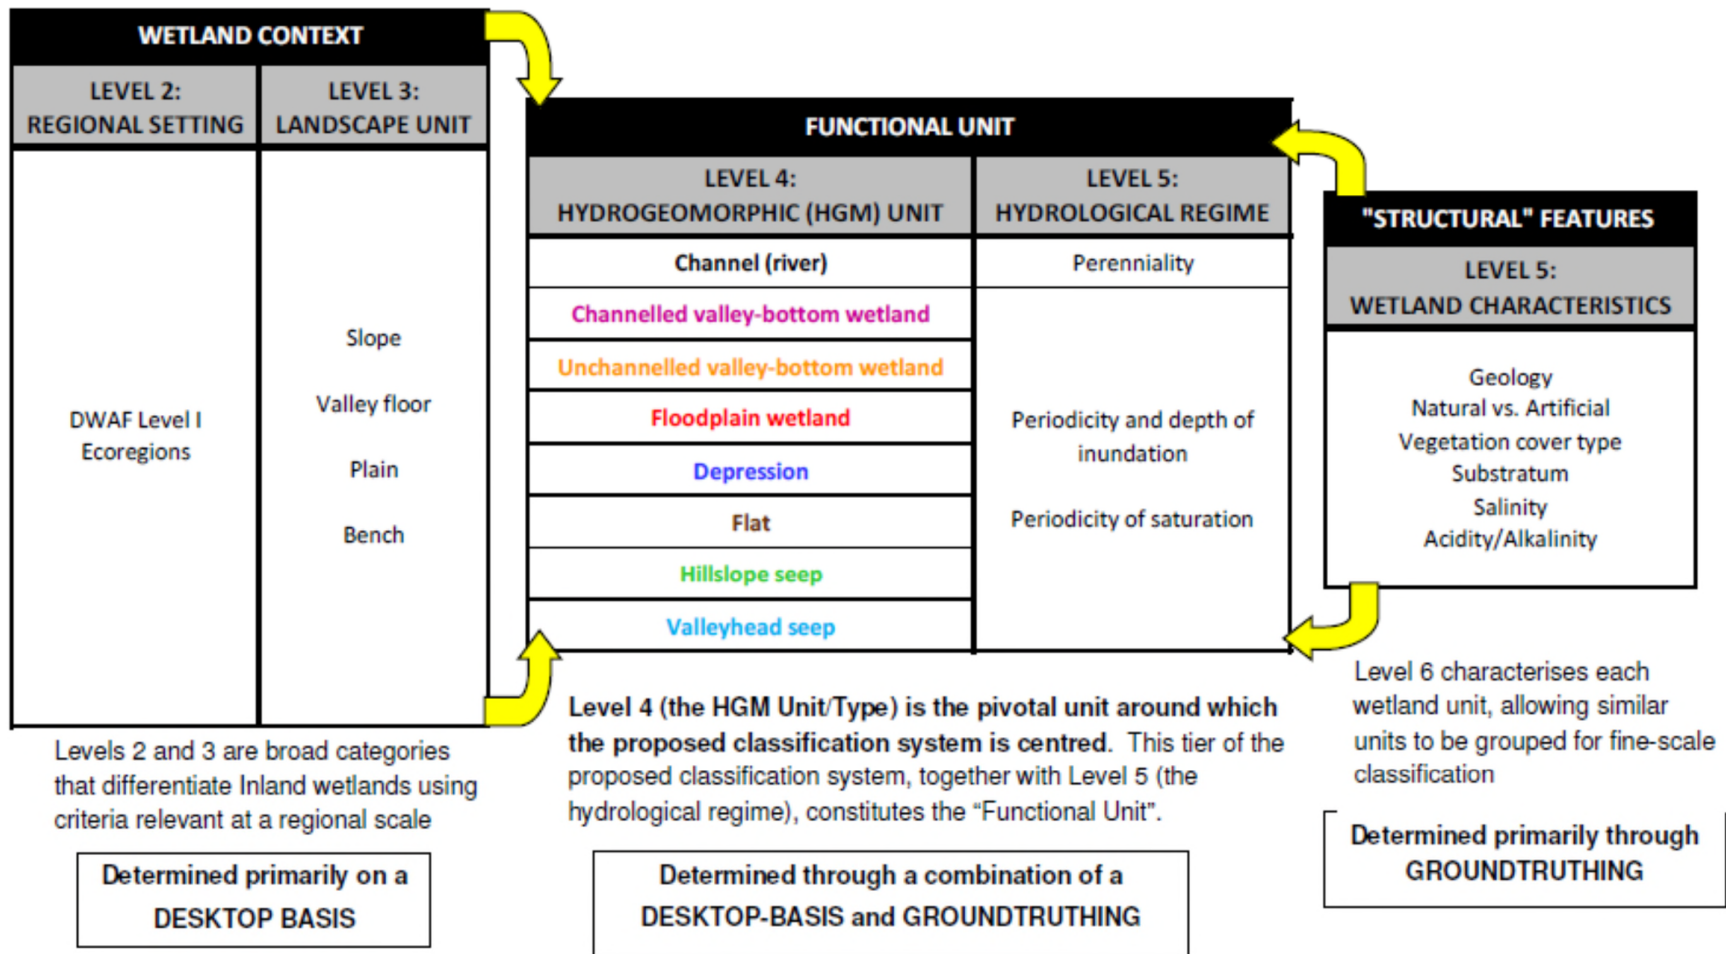 WETLAND CONTEXT
LEVEL 2:
REGIONAL SETTING
LEVEL 3:
LANDSCAPE UNIT
DWAF Level I
Ecoregions
Slope
Valley floor
Plain
Bench
Levels 2 and 3 are broad categories
that differentiate Inland wetlands using
criteria relevant at a regional scale
Determined primarily on a
DESKTOP BASIS
FUNCTIONAL UNIT
LEVEL 4:
HYDROGEOMORPHIC (HGM) UNIT
LEVEL 5:
HYDROLOGICAL REGIME
Channel (river)
Perenniality
Channelled valley-bottom wetland
Unchannelled valley-bottom wetland
Floodplain wetland
Depression
Flat
Hillslope seep
Valleyhead seep
Periodicity and depth of
inundation
Periodicity of saturation
Level 4 (the HGM Unit/Type) is the pivotal unit around which
the proposed classification system is centred. This tier of the
proposed classification system, together with Level 5 (the
hydrological regime), constitutes the “Functional Unit”.
Determined through a combination of a
DESKTOP-BASIS and GROUNDTRUTHING
"STRUCTURAL" FEATURES
LEVEL 5:
WETLAND CHARACTERISTICS
Geology
Natural vs. Artificial
Vegetation cover type
Substratum
Salinity
Acidity/Alkalinity
Level 6 characterises each
wetland unit, allowing similar
units to be grouped for fine-scale
classification
Determined primarily through
GROUNDTRUTHING